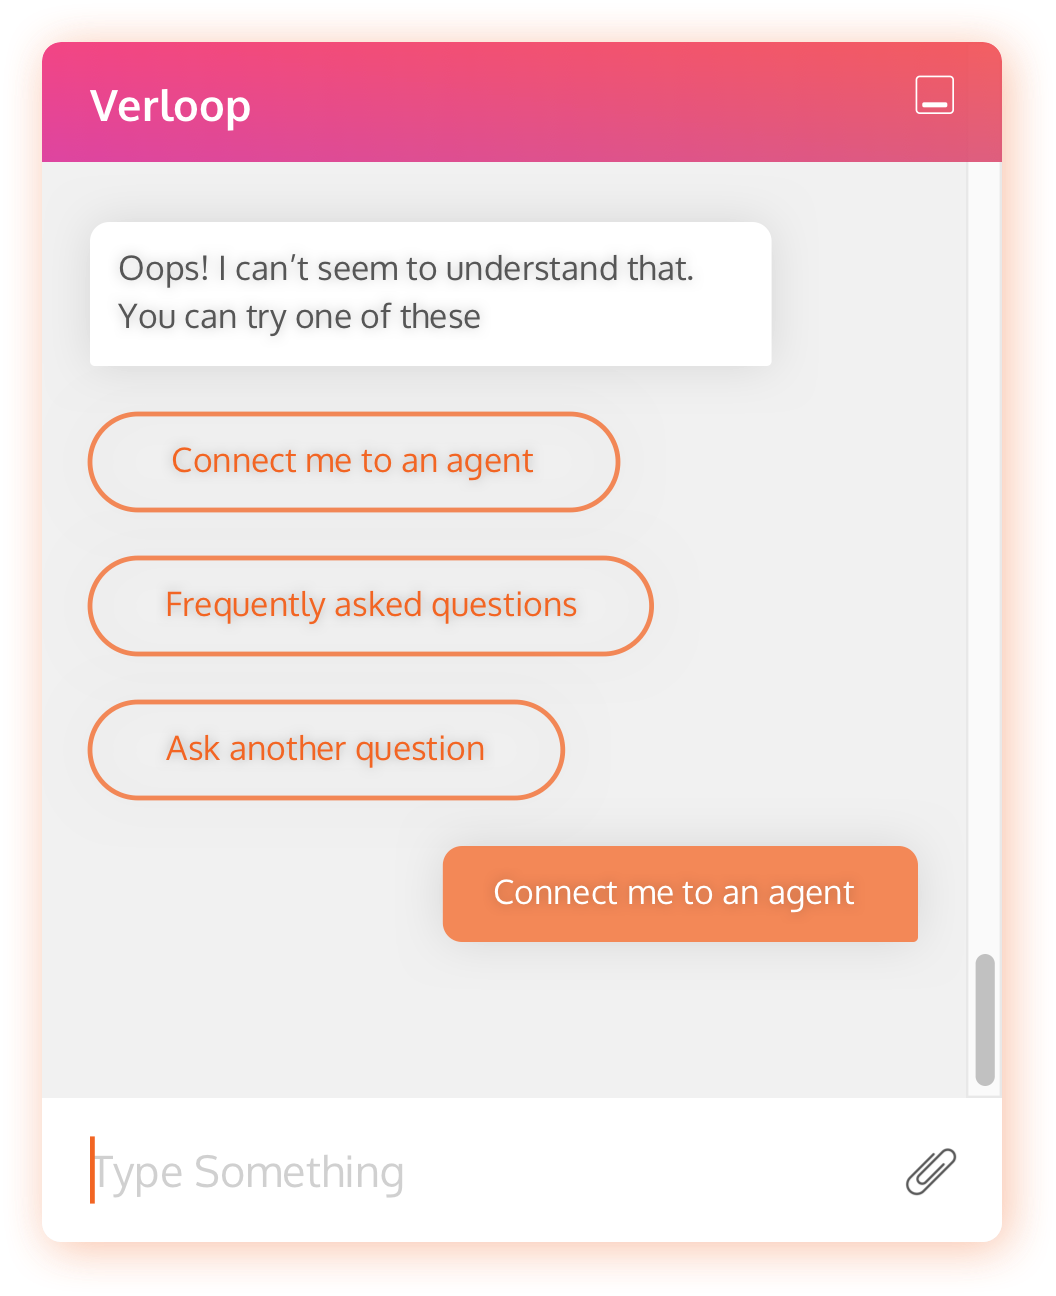 Verloop
Oops! I can’t seem to understand that.
You can try one of these
Connect me to an agent
Frequently asked questions
Ask another question
Connect me to an agent
Type Something